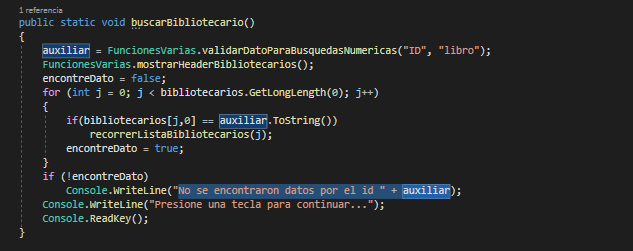 1 referencia
public static void buscarBibliotecario()
{
auxiliar = FuncionesVarias.validarDatoParaBusquedasNumericas("ID", "libro");
FuncionesVarias.mostrarHeaderBibliotecarios();
encontreDato = false;
for (int j = 0; j < bibliotecarios.GetLongLength(0); j++)
{
if(bibliotecarios[j,0] == auxiliar.ToString())
recorrerListaBibliotecarios(j);
encontreDato = true;
}
if (!encontreDato)
Console.WriteLine("No se encontraron datos por el id " + auxiliar);
Console.WriteLine("Presione una tecla para continuar...");
Console.ReadKey();
}